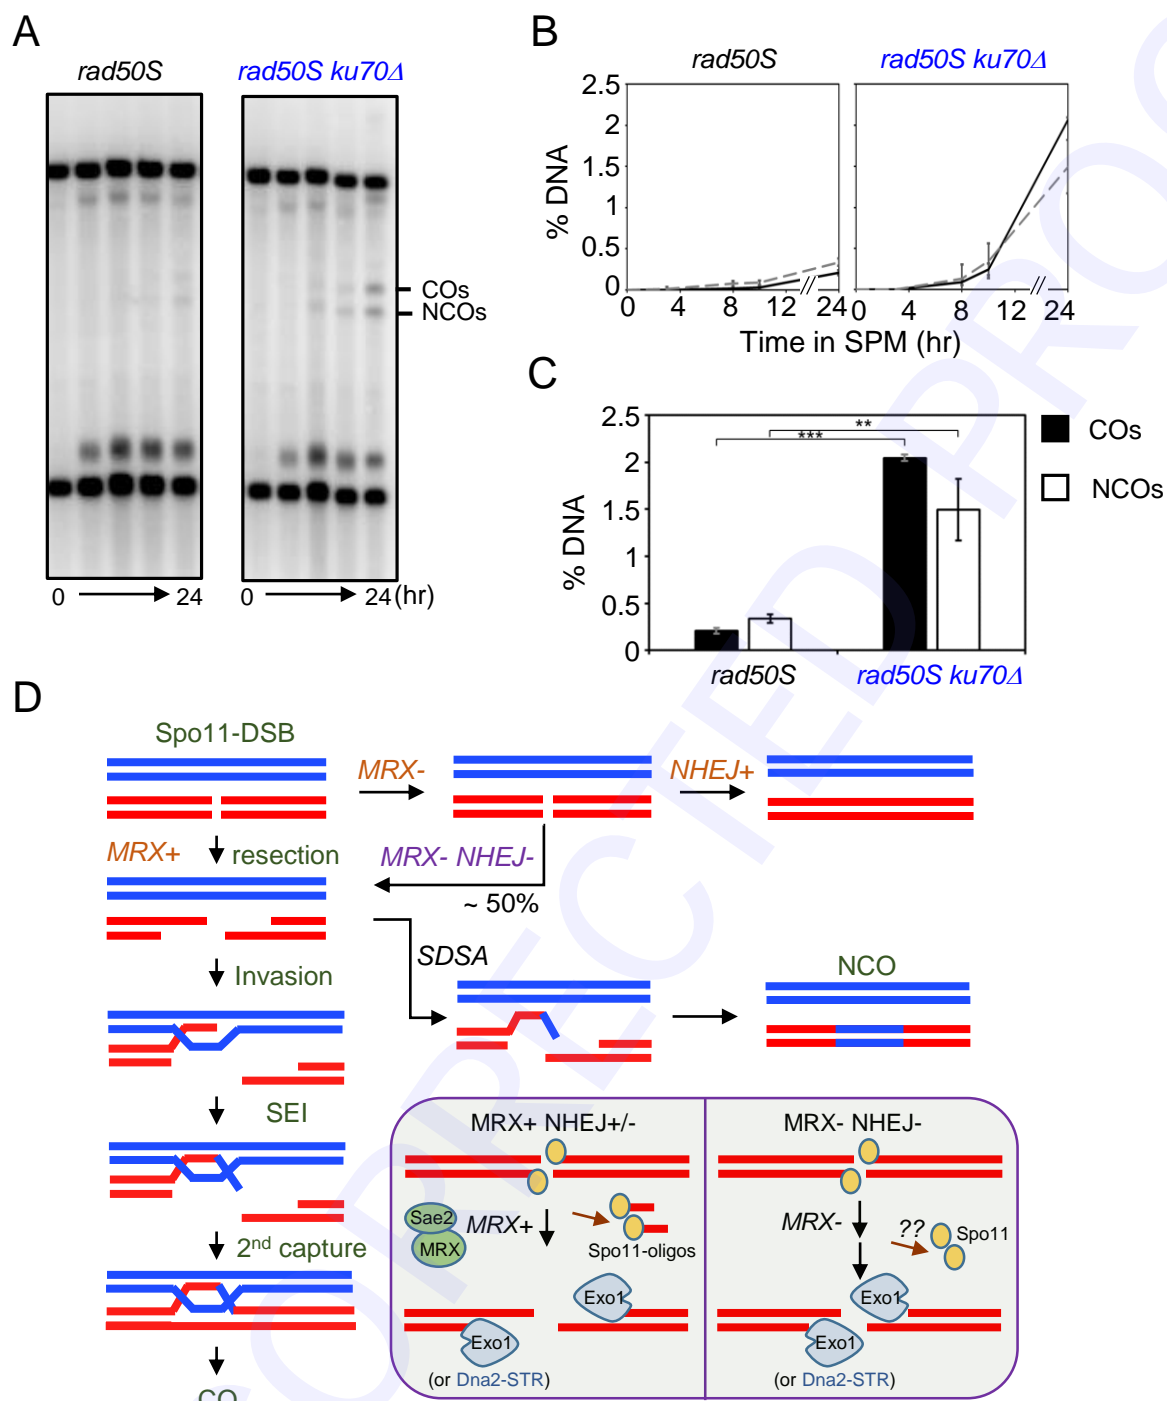 A
rad50S
rad50S ku70Δ
COs
NCOs
0
24
0
24 (hr)
B
rad50S
rad50S ku70Δ
% DNA
2.5
2
1.5
1
0.5
0
0 4 8 12 24
0 4 8 12 24
Time in SPM (hr)
C
% DNA
2.5
2
1.5
1
0.5
0
***
**
COs
NCOs
rad50S
rad50S ku70Δ
D
Spo11-DSB
MRX-
NHEJ+
MRX+
resection
MRX- NHEJ-
~ 50%
Invasion
SDSA
NCO
SEI
2nd capture
CO
MRX+ NHEJ+/-
Sae2
MRX
MRX+
Spo11-oligos
Exo1
Exo1
(or Dna2-STR)
MRX- NHEJ-
MRX-
??
Spo11
Exo1
Exo1
(or Dna2-STR)
CORRECTED PROO